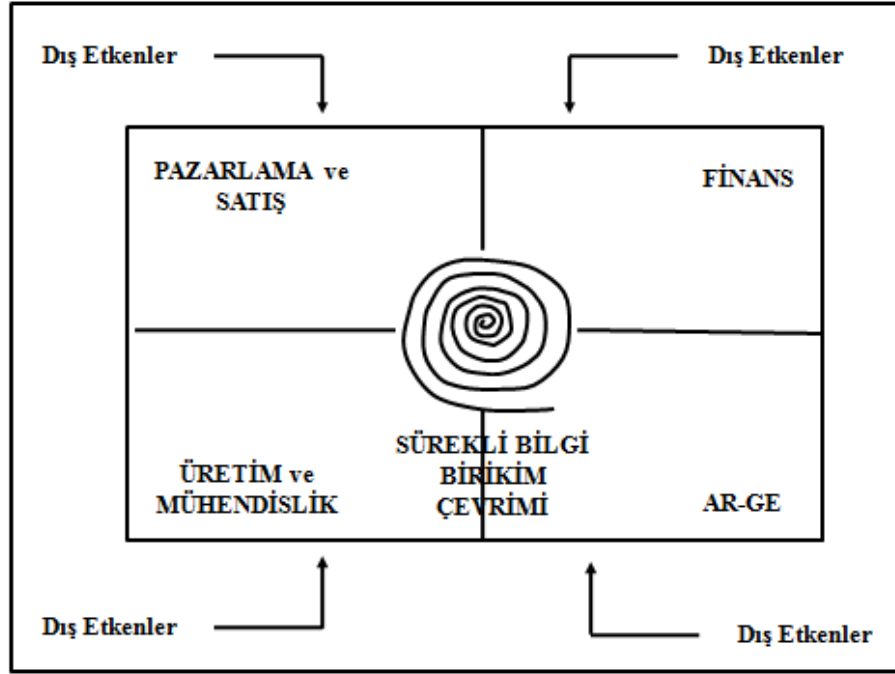 Dış Etkenler
Dış Etkenler
PAZARLAMA ve
SATIŞ
FİNANS
SÜREKLİ BİLGİ
BİRİKİM
ÇEVRİMİ
ÜRETİM ve
MÜHENDİSLİK
AR-GE
Dış Etkenler
Dış Etkenler